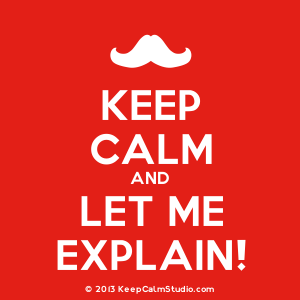 KEEP
CALM
AND
LET ME
EXPLAIN!
© 2013 KeepCalmStudio.com